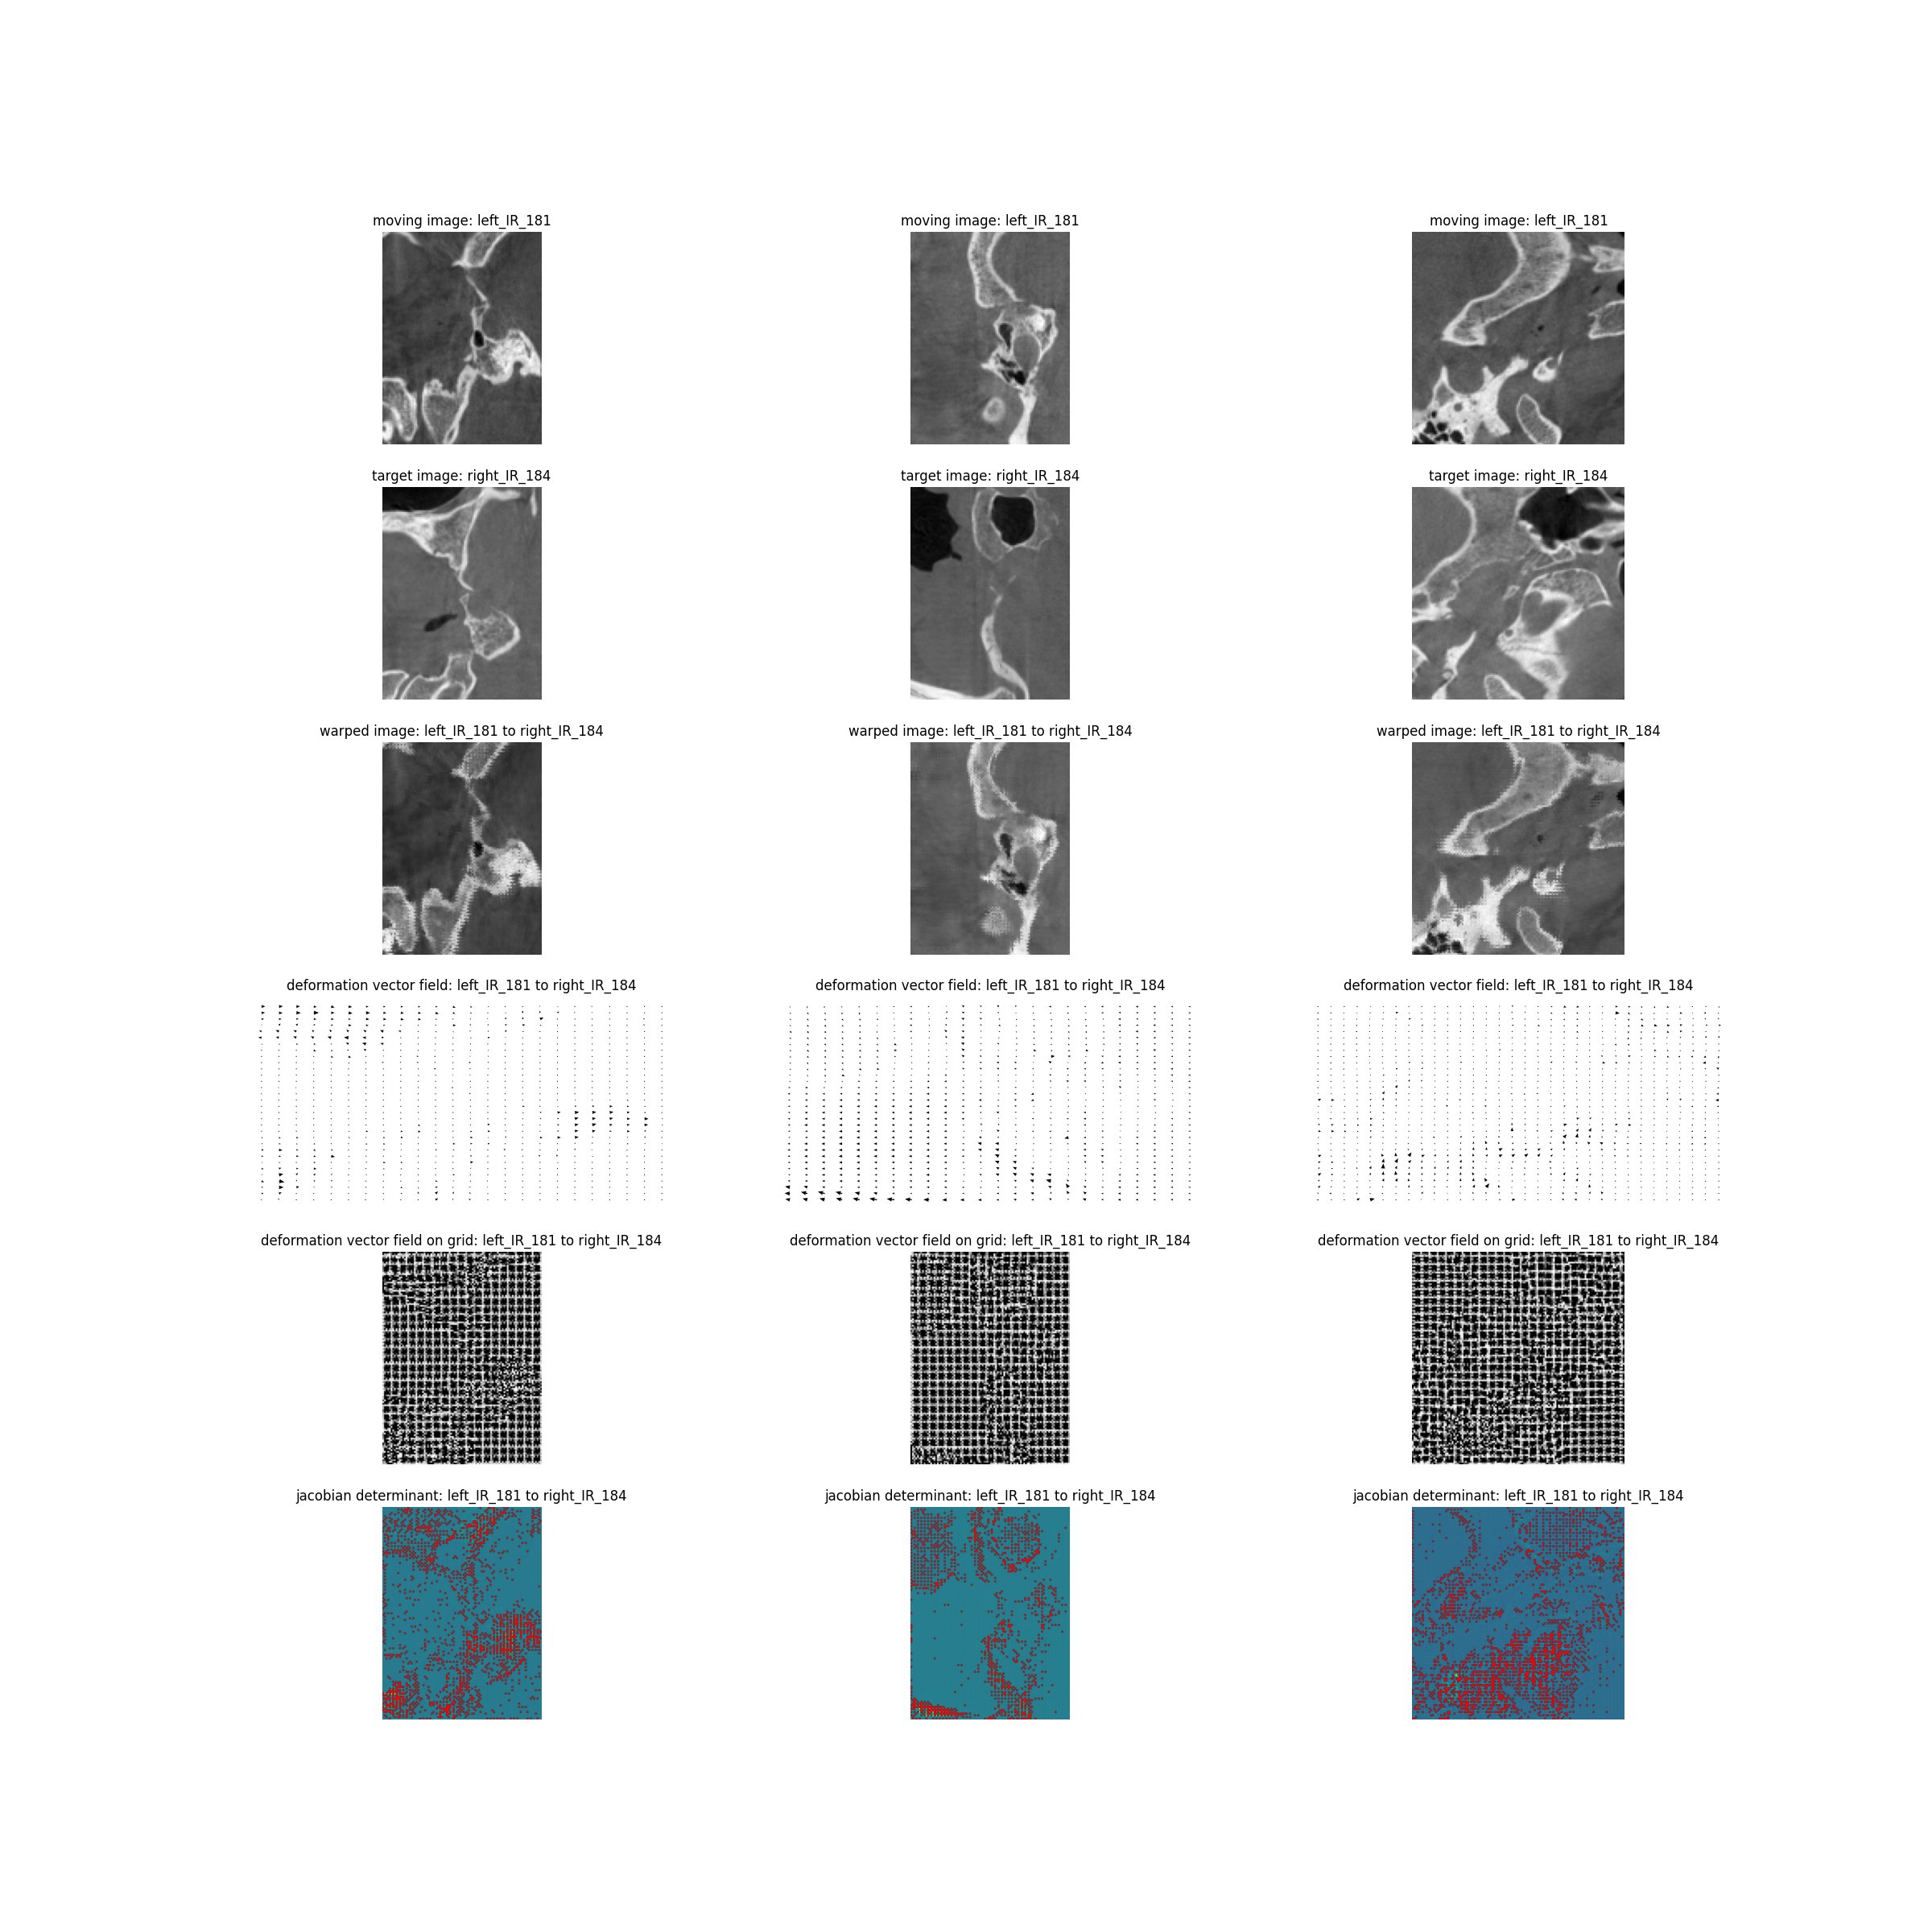 moving image: left_IR_181
moving image: left_IR_181
moving image: left_IR_181
target image: right_IR_184
target image: right_IR_184
target image: right_IR_184
warped image: left_IR_181 to right_IR_184
warped image: left_IR_181 to right_IR_184
warped image: left_IR_181 to right_IR_184
deformation vector field: left_IR_181 to right_IR_184
deformation vector field: left_IR_181 to right_IR_184
deformation vector field: left_IR_181 to right_IR_184
deformation vector field on grid: left_IR_181 to right_IR_184
deformation vector field on grid: left_IR_181 to right_IR_184
deformation vector field on grid: left_IR_181 to right_IR_184
jacobian determinant: left_IR_181 to right_IR_184
jacobian determinant: left_IR_181 to right_IR_184
jacobian determinant: left_IR_181 to right_IR_184